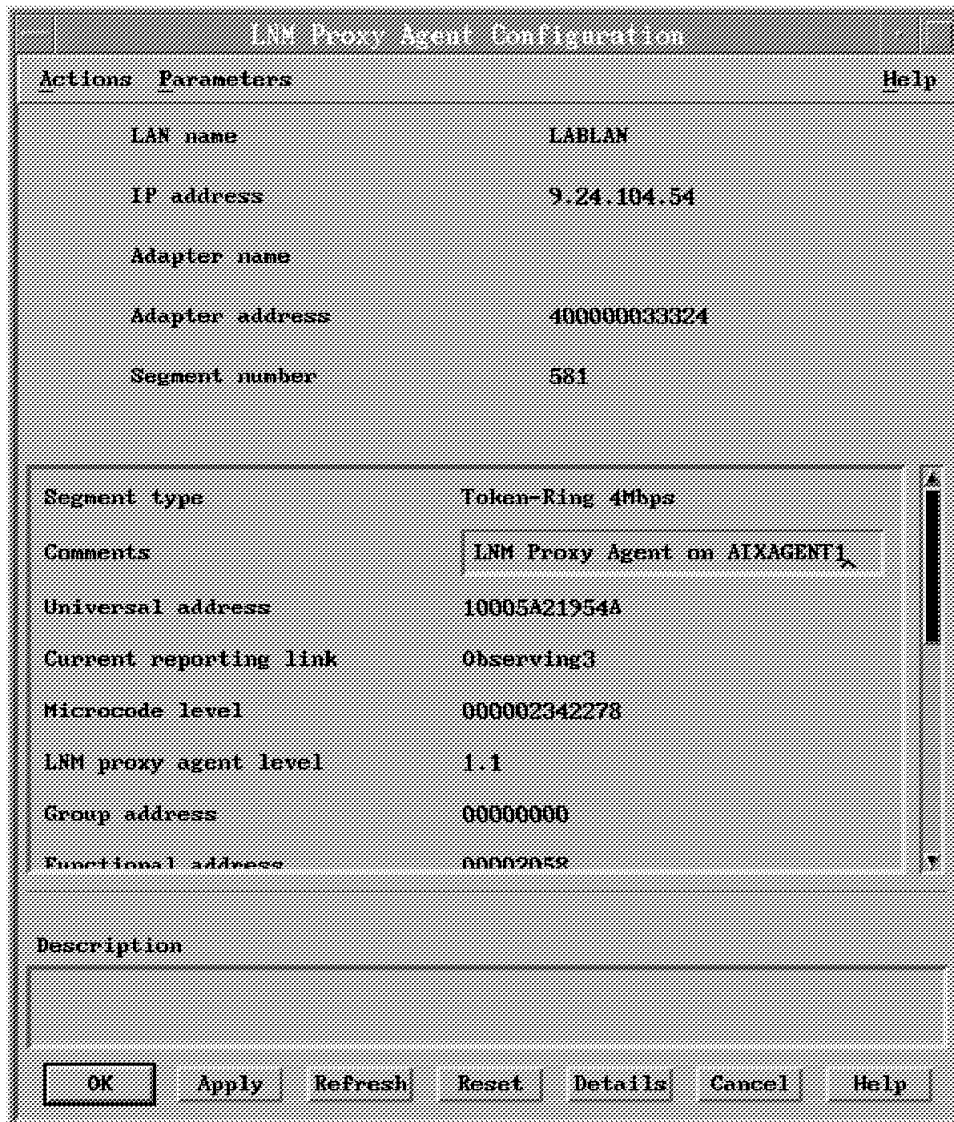 LNM Proxy Agent Configuration
Actions Parameters Help
LAN name LABLAN
IP address 9.24.104.54
Adapter name
Adapter address 400000033324
Segment number 581
Segment type Token-Ring 4Mbps
Comments LNM Proxy Agent on AIXAGENT1
Universal address 10005A21954A
Current reporting link Observing3
Microcode level 000002342278
LNM proxy agent level 1.1
Group address 00000000
Functional address 00002058
Description
OK Apply Refresh Reset Details Cancel Help